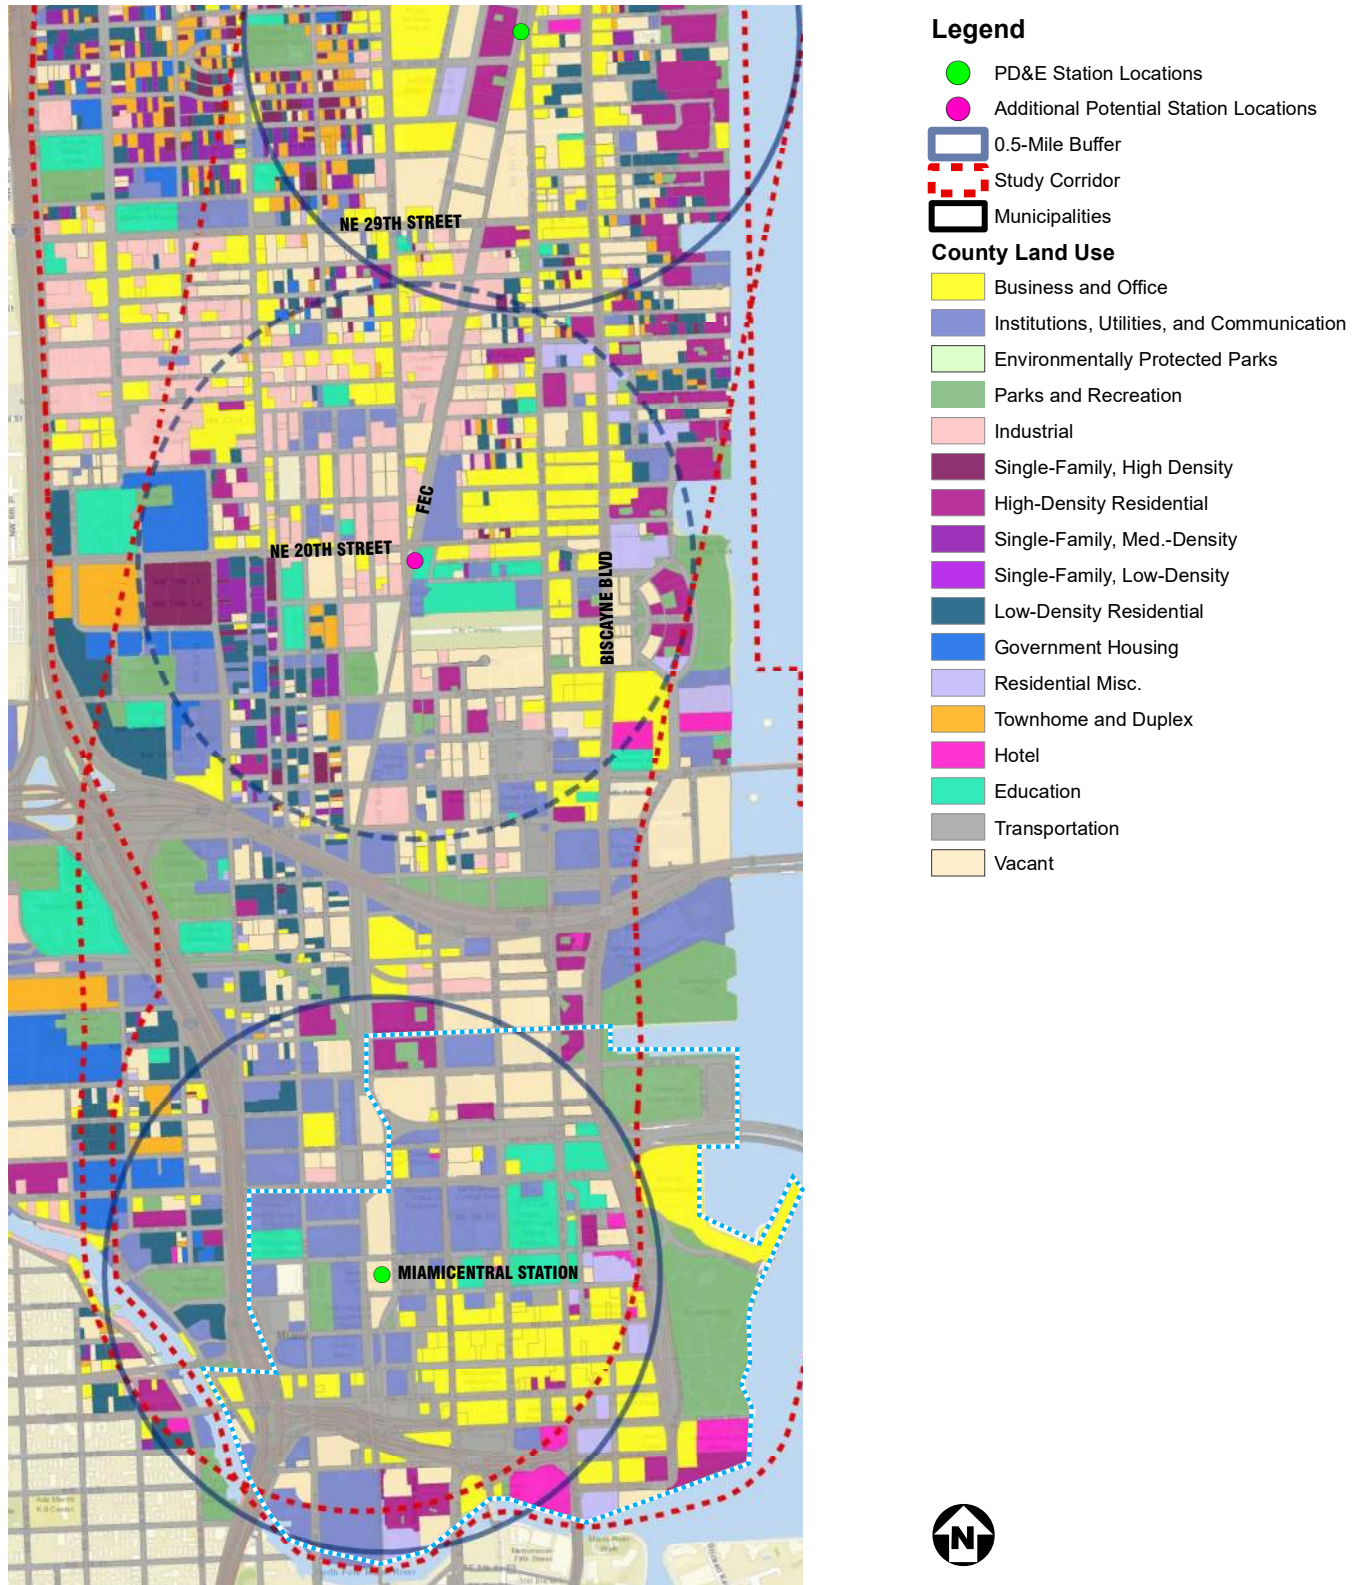 Legend
PD&E Station Locations
Additional Potential Station Locations
0.5-Mile Buffer
Study Corridor
Municipalities
County Land Use
Business and Office
Institutions, Utilities, and Communication
Environmentally Protected Parks
Parks and Recreation
Industrial
Single-Family, High Density
High-Density Residential
Single-Family, Med.-Density
Single-Family, Low-Density
Low-Density Residential
Government Housing
Residential Misc.
Townhome and Duplex
Hotel
Education
Transportation
Vacant
NE 29TH STREET
FEC
NE 20TH STREET
BISCAYNE BLVD
MIAMICENTRAL STATION
N